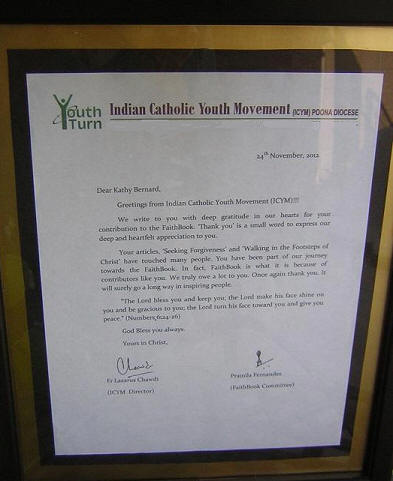 Youth Turn
Indian Catholic Youth Movement (ICYM) POONA DIOCESE
24th November, 2012
Dear Kathy Bernard,
Greetings from Indian Catholic Youth Movement (ICYM)!!!
We write to you with deep gratitude in our hearts for your
contribution to the FaithBook. 'Thank you' is a small word to express our
deep and heartfelt appreciation to you.
Your articles, 'Seeking Forgiveness' and 'Walking in the Footsteps of
Christ' have touched many people. You have been part of our journey
towards the FaithBook. In fact, FaithBook is what it is because of
contributors like you. We truly owe a lot to you. Once again thank you. It
will surely go a long way in inspiring people.
"The Lord bless you and keep you; the Lord make his face shine on
you and be gracious to you; the Lord turn his face toward you and give you
peace." (Numbers 6:24-26)
God Bless you always.
Yours in Christ,
Fr Lazarus Chawdi
(ICYM Director)
Pramila Fernandes
(FaithBook Committee)